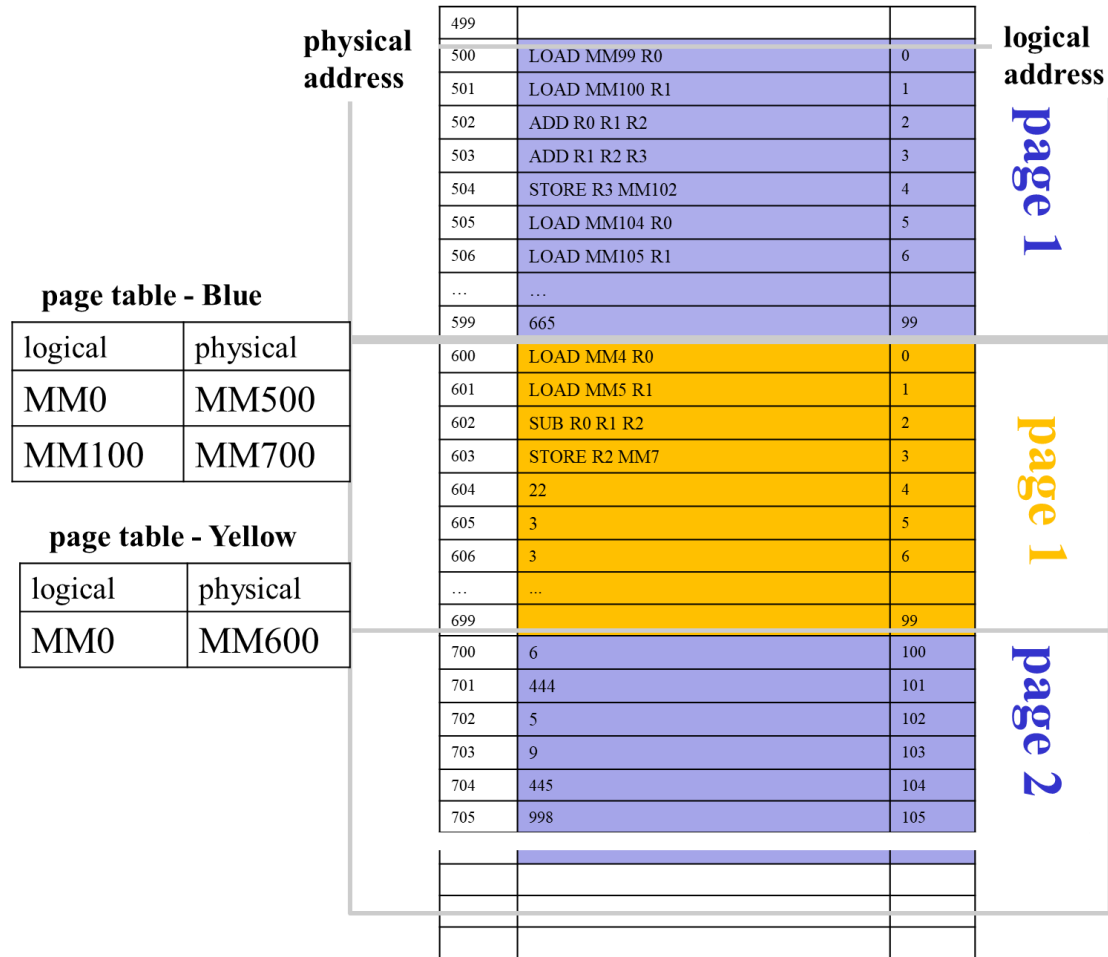 physical address
logical address
499
500 LOAD MM99 R0 0
501 LOAD MM100 R1 1
502 ADD R0 R1 R2 2
503 ADD R1 R2 R3 3
504 STORE R3 MM102 4
505 LOAD MM104 R0 5
506 LOAD MM105 R1 6
… …
599 665 99
page 1
600 LOAD MM4 R0 0
601 LOAD MM5 R1 1
602 SUB R0 R1 R2 2
603 STORE R2 MM7 3
604 22 4
605 3 5
606 3 6
… ...
699 99
page 1
700 6 100
701 444 101
702 5 102
703 9 103
704 445 104
705 998 105
page 2
page table - Blue
logical physical
MM0 MM500
MM100 MM700
page table - Yellow
logical physical
MM0 MM600